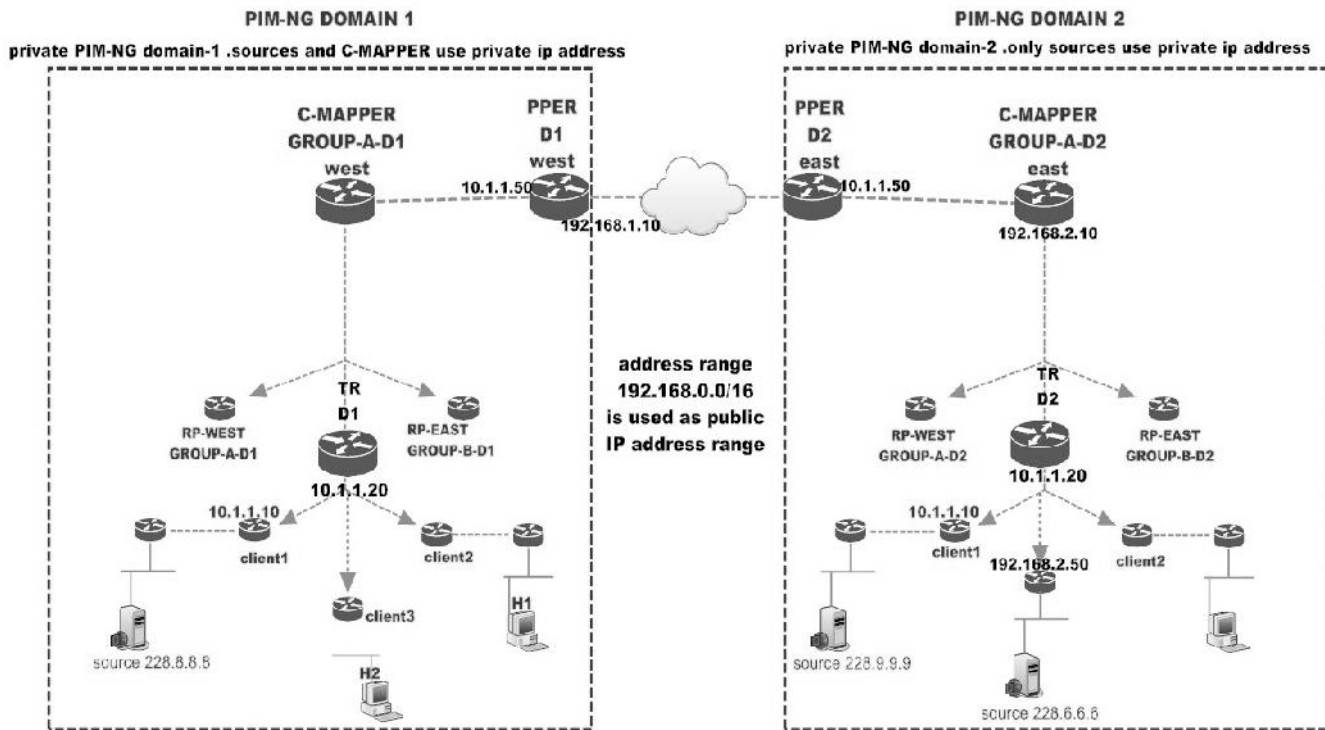 PIM-NG DOMAIN 1
private PIM-NG domain-1 .sources and C-MAPPER use private ip address
C-MAPPER
GROUP-A-D1
west
PPER
D1
west
10.1.1.50
192.168.1.10
TR
D1
RP-WEST
GROUP-A-D1
RP-EAST
GROUP-B-D1
10.1.1.20
10.1.1.10
client1
client2
client3
H1
H2
source 228.8.8.8
address range
192.168.0.0/16
is used as public
IP address range
PIM-NG DOMAIN 2
private PIM-NG domain-2 .only sources use private ip address
PPER
D2
east
10.1.1.50
C-MAPPER
GROUP-A-D2
east
192.168.2.10
TR
D2
RP-WEST
GROUP-A-D2
RP-EAST
GROUP-B-D2
10.1.1.20
10.1.1.10
client1
192.168.2.50
client2
source 228.9.9.9
source 228.6.6.6